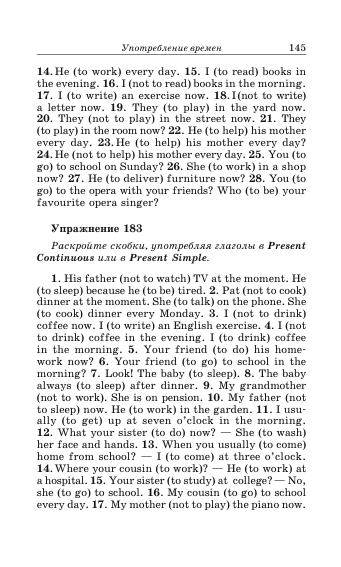 Употребление времен 145
14. He (to work) every day. 15. I (to read) books in
the evening. 16. I (not to read) books in the morning.
17. I (to write) an exercise now. 18. I (not to write)
a letter now. 19. They (to play) in the yard now.
20. They (not to play) in the street now. 21. They
(to play) in the room now? 22. He (to help) his mother
every day. 23. He (to help) his mother every day?
24. He (not to help) his mother every day. 25. You (to
go) to school on Sunday? 26. She (to work) in a shop
now? 27. He (to deliver) furniture now? 28. You (to
go) to the opera with your friends? Who (to be) your
favourite opera singer?
Упражнение 183
Раскройте скобки, употребляя глаголы в Present
Continuous или в Present Simple.
1. His father (not to watch) TV at the moment. He
(to sleep) because he (to be) tired. 2. Pat (not to cook)
dinner at the moment. She (to talk) on the phone. She
(to cook) dinner every Monday. 3. I (not to drink)
coffee now. I (to write) an English exercise. 4. I (not
to drink) coffee in the evening. I (to drink) coffee
in the morning. 5. Your friend (to do) his home-
work now? 6. Your friend (to go) to school in the
morning? 7. Look! The baby (to sleep). 8. The baby
always (to sleep) after dinner. 9. My grandmother
(not to work). She is on pension. 10. My father (not
to sleep) now. He (to work) in the garden. 11. I usu-
ally (to get) up at seven o'clock in the morning.
12. What your sister (to do) now? — She (to wash)
her face and hands. 13. When you usually (to come)
home from school? — I (to come) at three o'clock.
14. Where your cousin (to work)? — He (to work) at
a hospital. 15. Your sister (to study) at college? — No,
she (to go) to school. 16. My cousin (to go) to school
every day. 17. My mother (not to play) the piano now.